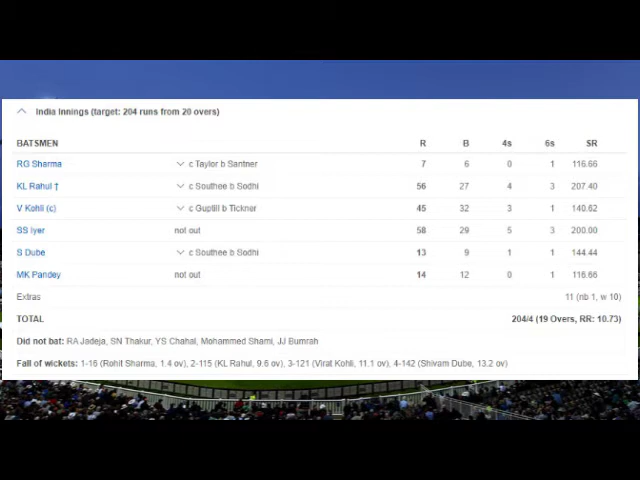 India Innings (target: 204 runs from 20 overs)
BATSMEN R B 4s 6s SR
RG Sharma c Taylor b Santner 7 6 0 1 116.66
KL Rahul † c Southee b Sodhi 56 27 4 3 207.40
V Kohli (c) c Guptill b Tickner 45 32 3 1 140.62
SS Iyer not out 58 29 5 3 200.00
S Dube c Southee b Sodhi 13 9 1 1 144.44
MK Pandey not out 14 12 0 1 116.66
Extras 11 (nb 1, w 10)
TOTAL 204/4 (19 Overs, RR: 10.73)
Did not bat: RA Jadeja, SN Thakur, YS Chahal, Mohammed Shami, JJ Bumrah
Fall of wickets: 1-16 (Rohit Sharma, 1.4 ov), 2-115 (KL Rahul, 9.6 ov), 3-121 (Virat Kohli, 11.1 ov), 4-142 (Shivam Dube, 13.2 ov)